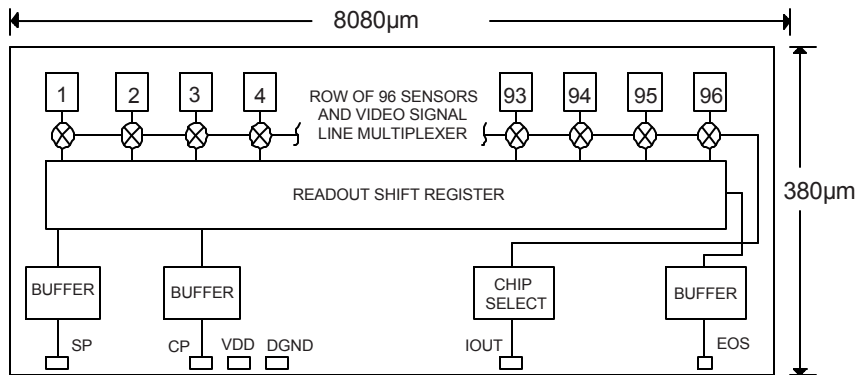 8080µm
1 2 3 4 ROW OF 96 SENSORS 93 94 95 96
AND VIDEO SIGNAL
LINE MULTIPLEXER
READOUT SHIFT REGISTER
380µm
BUFFER BUFFER CHIP BUFFER
SELECT
SP CP VDD DGND IOUT EOS